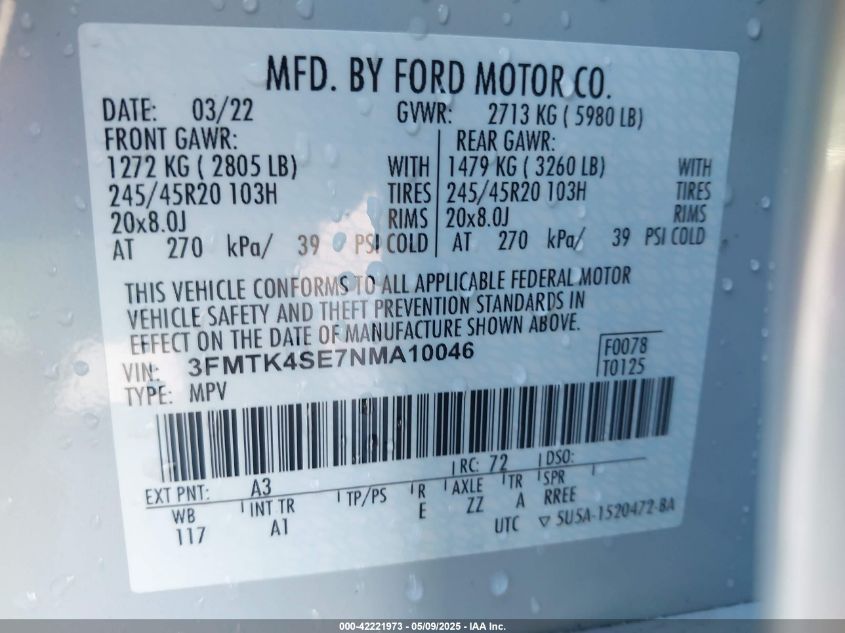 MFD. BY FORD MOTOR CO.
DATE: 03/22 GVWR: 2713 KG ( 5980 LB)
FRONT GAWR: REAR GAWR:
1272 KG ( 2805 LB) WITH 1479 KG ( 3260 LB) WITH
245/45R20 103H TIRES 245/45R20 103H TIRES
20x8.0J RIMS 20x8.0J RIMS
AT 270 kPa/ 39 PSI COLD AT 270 kPa/ 39 PSI COLD
THIS VEHICLE CONFORMS TO ALL APPLICABLE FEDERAL MOTOR
VEHICLE SAFETY AND THEFT PREVENTION STANDARDS IN
EFFECT ON THE DATE OF MANUFACTURE SHOWN ABOVE.
VIN: 3FMTK4SE7NMA10046 F0078
TYPE: MPV T0125
EXT PNT: A3 RC: 72 DSO:
WB INT TR TP/PS R AXLE TR SPR
117 A1 E ZZ A RREE
UTC ▽ 5U5A-1520472-BA
000-42221973 - 05/09/2025 - IAA Inc.